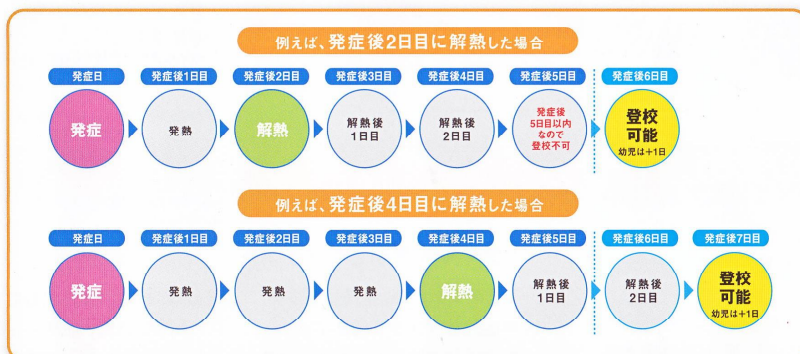 例えば、発症後2日目に解熱した場合
発症日 発症後1日目 発症後2日目 発症後3日目 発症後4日目 発症後5日目 発症後6日目
発症
発熱
解熱
解熱後
1日目
解熱後
2日目
発症後
5日目以内
なので
登校不可
登校
可能
幼児は+1日
例えば、発症後4日目に解熱した場合
発症日 発症後1日目 発症後2日目 発症後3日目 発症後4日目 発症後5日目 発症後6日目 発症後7日目
発症
発熱
発熱
発熱
解熱
解熱後
1日目
解熱後
2日目
登校
可能
幼児は+1日